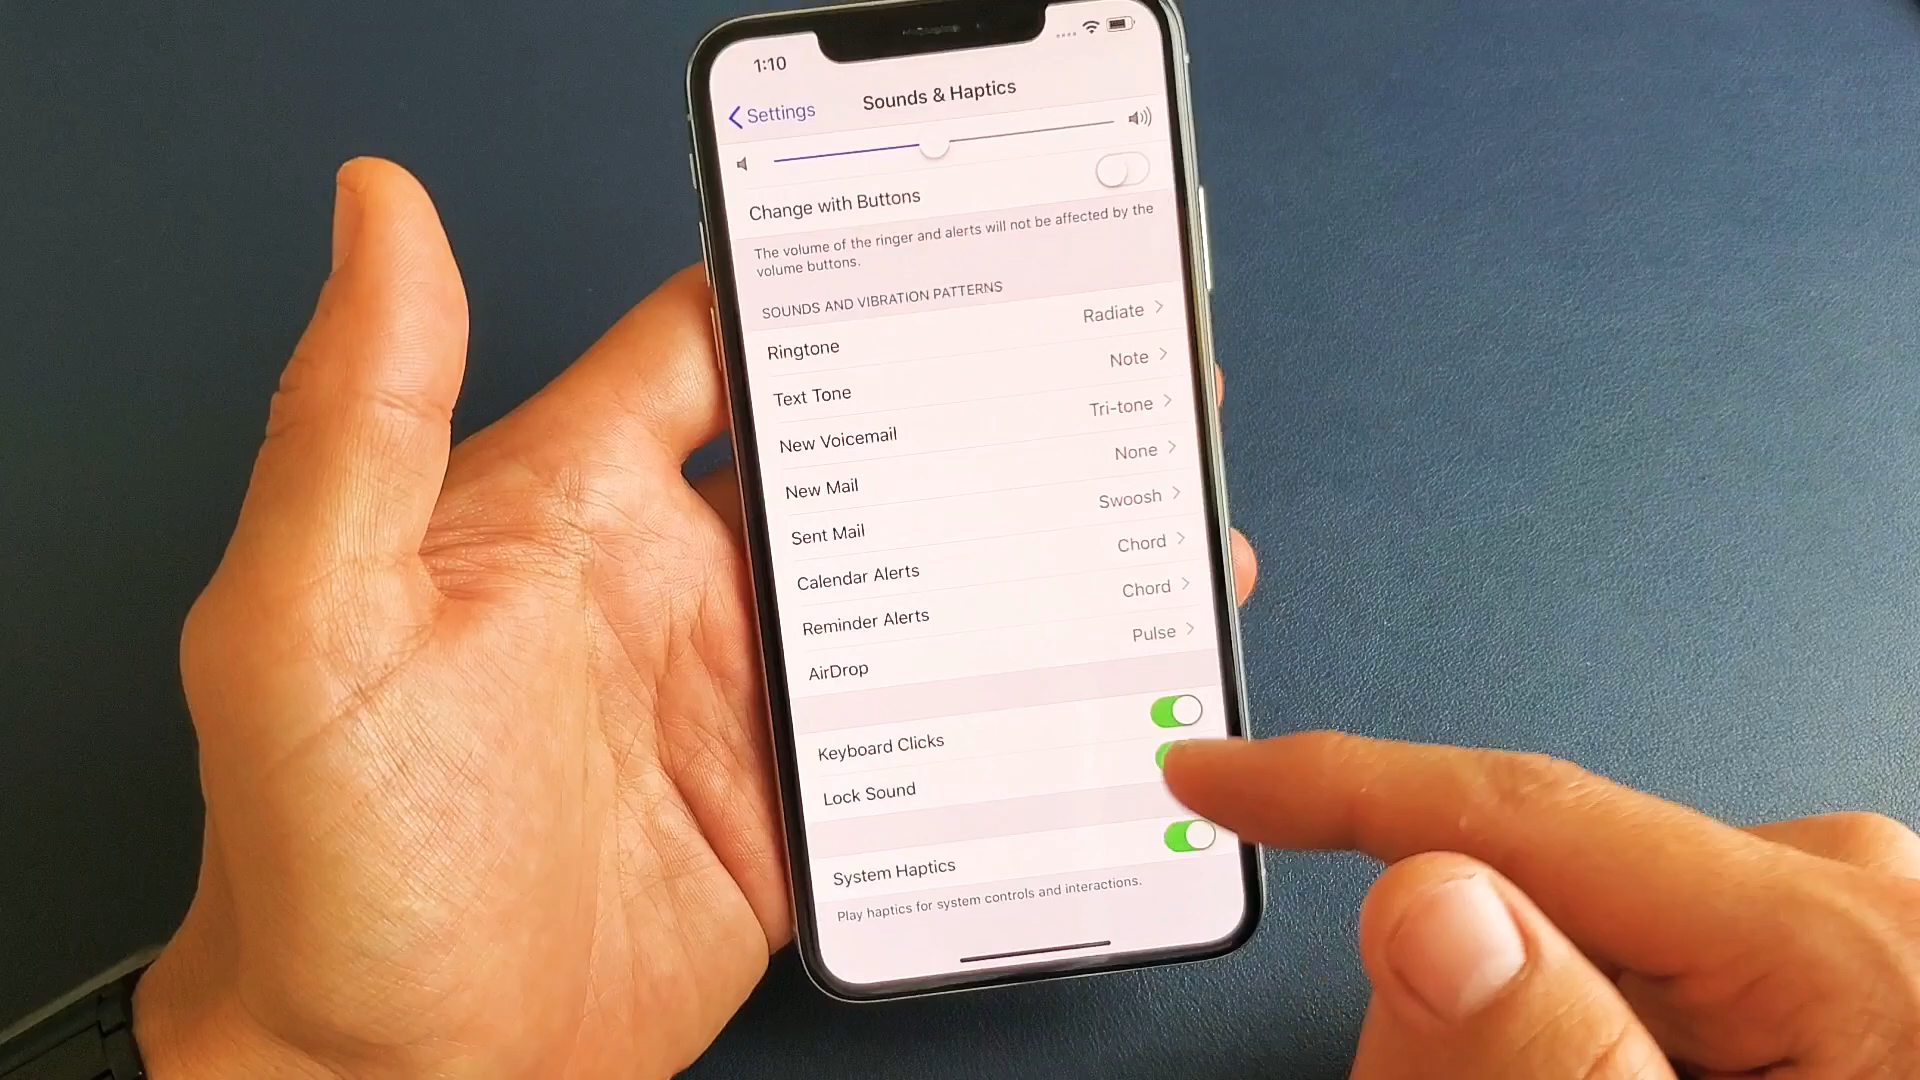 1:10
Settings
Sounds & Haptics
Change with Buttons
The volume of the ringer and alerts will not be affected by the
volume buttons.
SOUNDS AND VIBRATION PATTERNS
Ringtone Radiate
Text Tone Note
New Voicemail Tri-tone
New Mail None
Sent Mail Swoosh
Calendar Alerts Chord
Reminder Alerts Chord
AirDrop Pulse
Keyboard Clicks
Lock Sound
System Haptics
Play haptics for system controls and interactions.